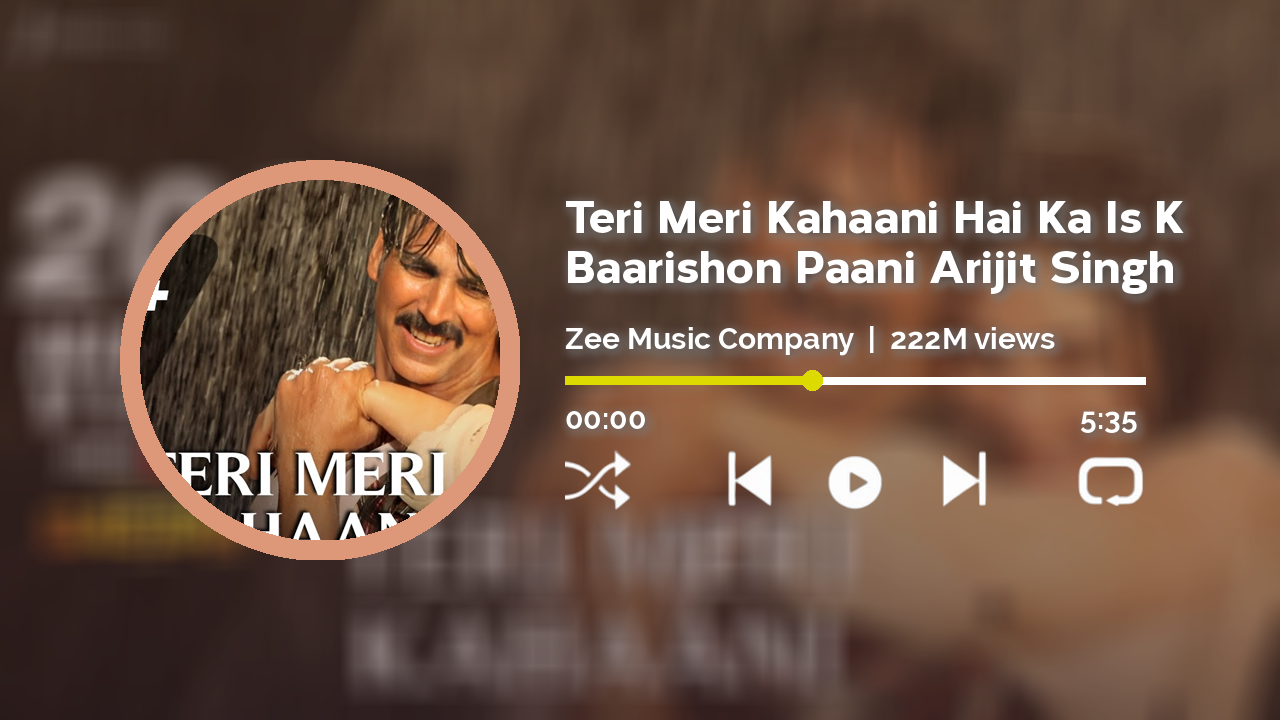 Teri Meri Kahaani Hai Ka Is K
Baarishon Paani Arijit Singh
Zee Music Company | 222M views
00:00
5:35
TERI MERI